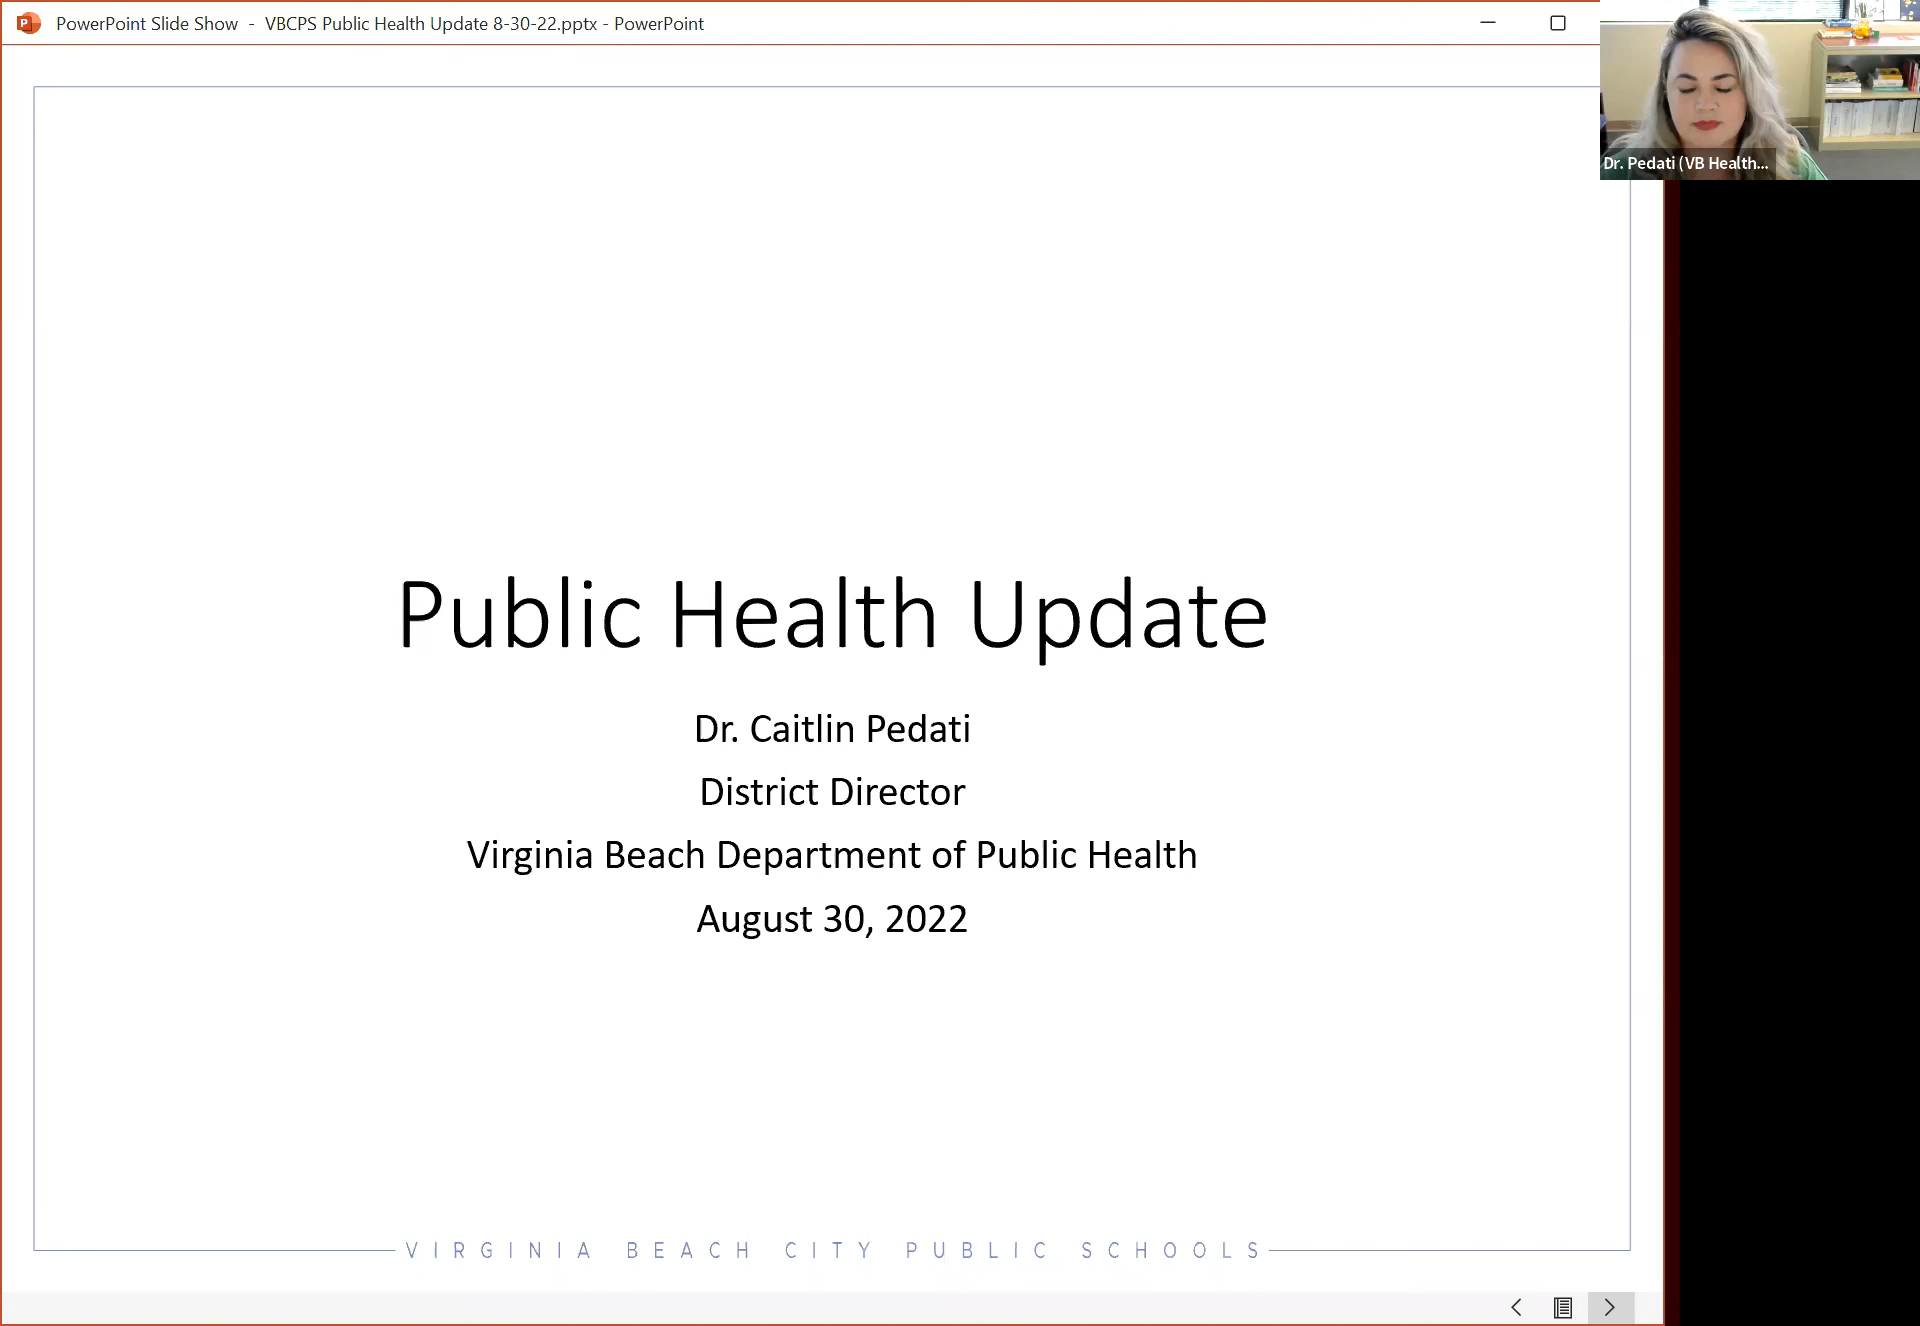 PowerPoint Slide Show - VBCPS Public Health Update 8-30-22.pptx - PowerPoint
Dr. Pedati (VB Health...
Public Health Update
Dr. Caitlin Pedati
District Director
Virginia Beach Department of Public Health
August 30, 2022
VIRGINIA BEACH CITY PUBLIC SCHOOLS